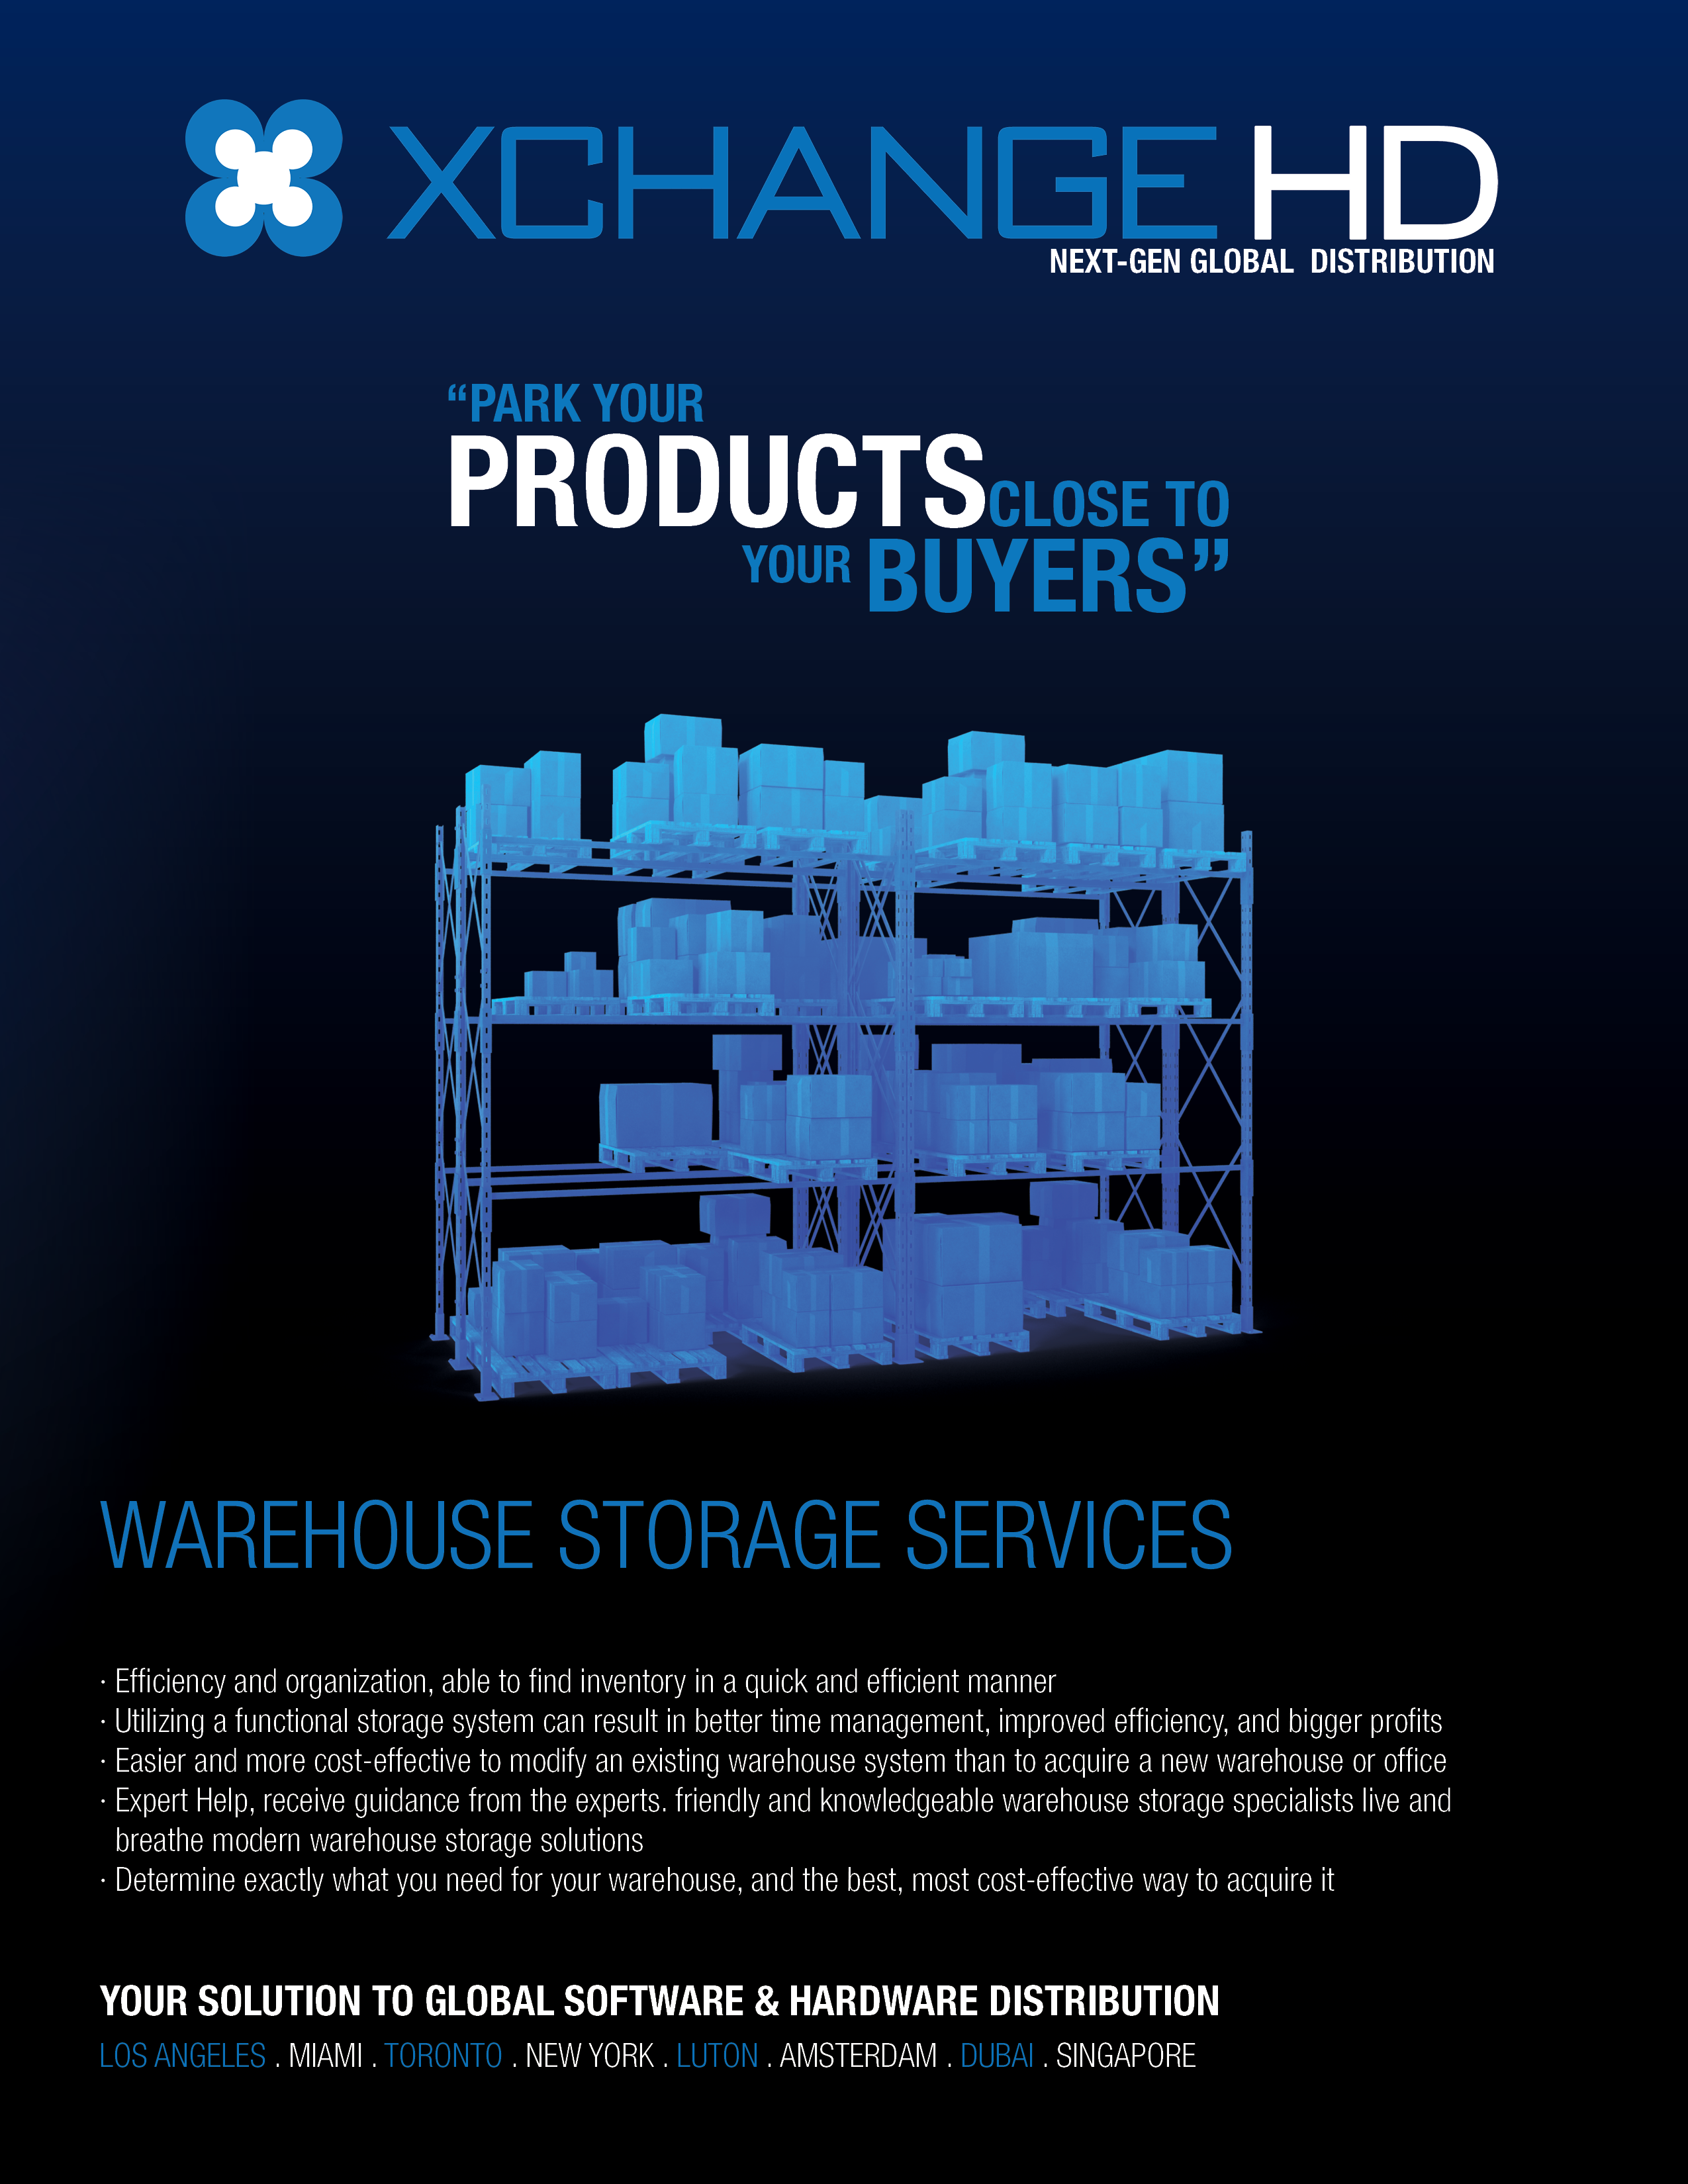 XCHANGE HD
NEXT-GEN GLOBAL DISTRIBUTION
“PARK YOUR
PRODUCTS CLOSE TO
YOUR BUYERS”
WAREHOUSE STORAGE SERVICES
· Efficiency and organization, able to find inventory in a quick and efficient manner
· Utilizing a functional storage system can result in better time management, improved efficiency, and bigger profits
· Easier and more cost-effective to modify an existing warehouse system than to acquire a new warehouse or office
· Expert Help, receive guidance from the experts. friendly and knowledgeable warehouse storage specialists live and
breathe modern warehouse storage solutions
· Determine exactly what you need for your warehouse, and the best, most cost-effective way to acquire it
YOUR SOLUTION TO GLOBAL SOFTWARE & HARDWARE DISTRIBUTION
LOS ANGELES . MIAMI . TORONTO . NEW YORK . LUTON . AMSTERDAM . DUBAI . SINGAPORE